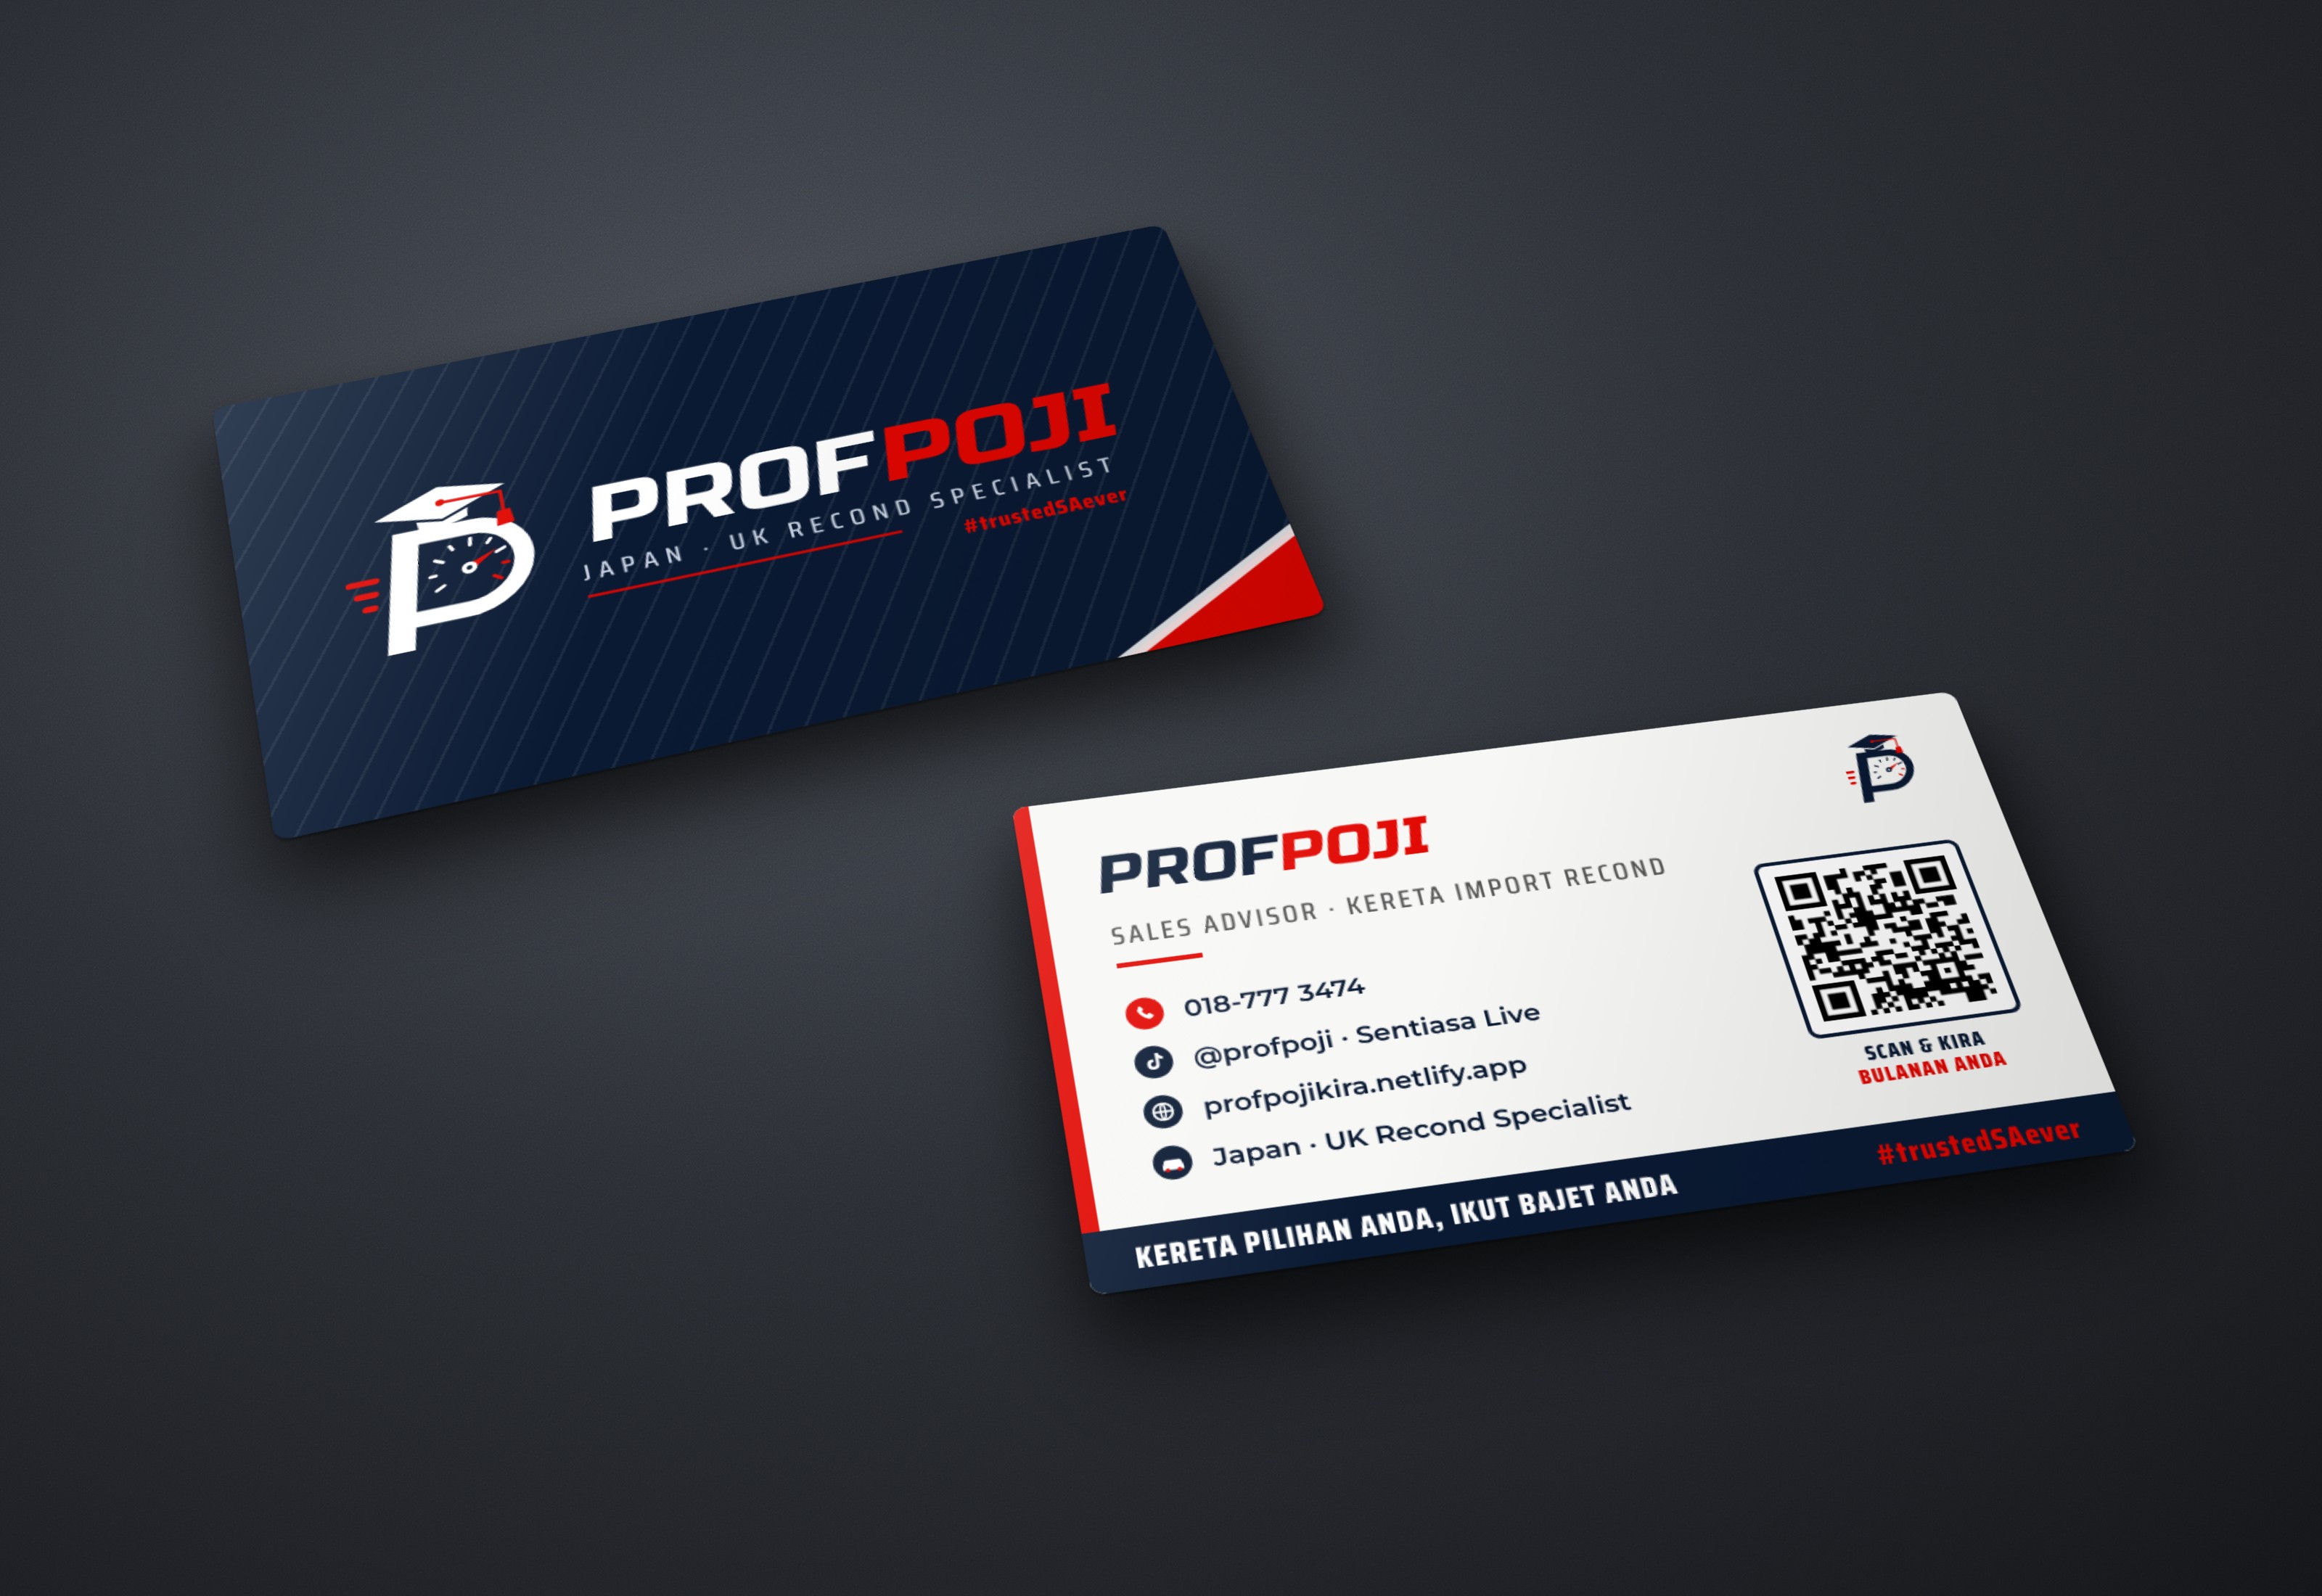 PROFPOJI
JAPAN · UK RECOND SPECIALIST
#trustedSAever
PROFPOJI
SALES ADVISOR · KERETA IMPORT RECOND
018-777 3474
@profpoji · Sentiasa Live
profpojikira.netlify.app
Japan · UK Recond Specialist
SCAN & KIRA
BULANAN ANDA
KERETA PILIHAN ANDA, IKUT BAJET ANDA
#trustedSAever